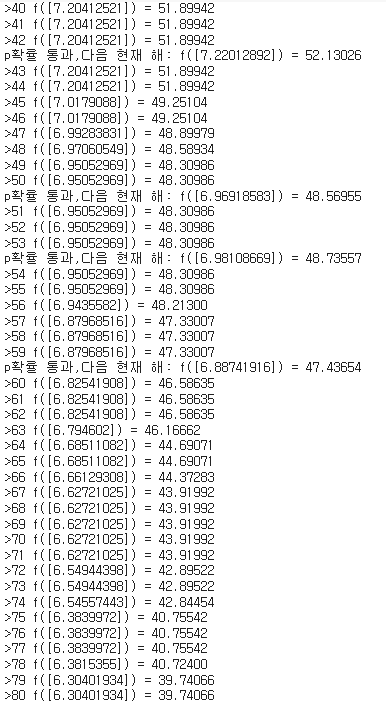 >40 f([7.20412521]) = 51.89942
>41 f([7.20412521]) = 51.89942
>42 f([7.20412521]) = 51.89942
p확률 통과,다음 현재 해: f([7.22012892]) = 52.13026
>43 f([7.20412521]) = 51.89942
>44 f([7.20412521]) = 51.89942
>45 f([7.0179088]) = 49.25104
>46 f([7.0179088]) = 49.25104
>47 f([6.99283831]) = 48.89979
>48 f([6.97060549]) = 48.58934
>49 f([6.95052969]) = 48.30986
>50 f([6.95052969]) = 48.30986
p확률 통과,다음 현재 해: f([6.96918583]) = 48.56955
>51 f([6.95052969]) = 48.30986
>52 f([6.95052969]) = 48.30986
>53 f([6.95052969]) = 48.30986
p확률 통과,다음 현재 해: f([6.98108669]) = 48.73557
>54 f([6.95052969]) = 48.30986
>55 f([6.95052969]) = 48.30986
>56 f([6.9435582]) = 48.21300
>57 f([6.87968516]) = 47.33007
>58 f([6.87968516]) = 47.33007
>59 f([6.87968516]) = 47.33007
p확률 통과,다음 현재 해: f([6.88741916]) = 47.43654
>60 f([6.82541908]) = 46.58635
>61 f([6.82541908]) = 46.58635
>62 f([6.82541908]) = 46.58635
>63 f([6.794602]) = 46.16662
>64 f([6.68511082]) = 44.69071
>65 f([6.68511082]) = 44.69071
>66 f([6.66129308]) = 44.37283
>67 f([6.62721025]) = 43.91992
>68 f([6.62721025]) = 43.91992
>69 f([6.62721025]) = 43.91992
>70 f([6.62721025]) = 43.91992
>71 f([6.62721025]) = 43.91992
>72 f([6.54944398]) = 42.89522
>73 f([6.54944398]) = 42.89522
>74 f([6.54557443]) = 42.84454
>75 f([6.3839972]) = 40.75542
>76 f([6.3839972]) = 40.75542
>77 f([6.3839972]) = 40.75542
>78 f([6.3815355]) = 40.72400
>79 f([6.30401934]) = 39.74066
>80 f([6.30401934]) = 39.74066